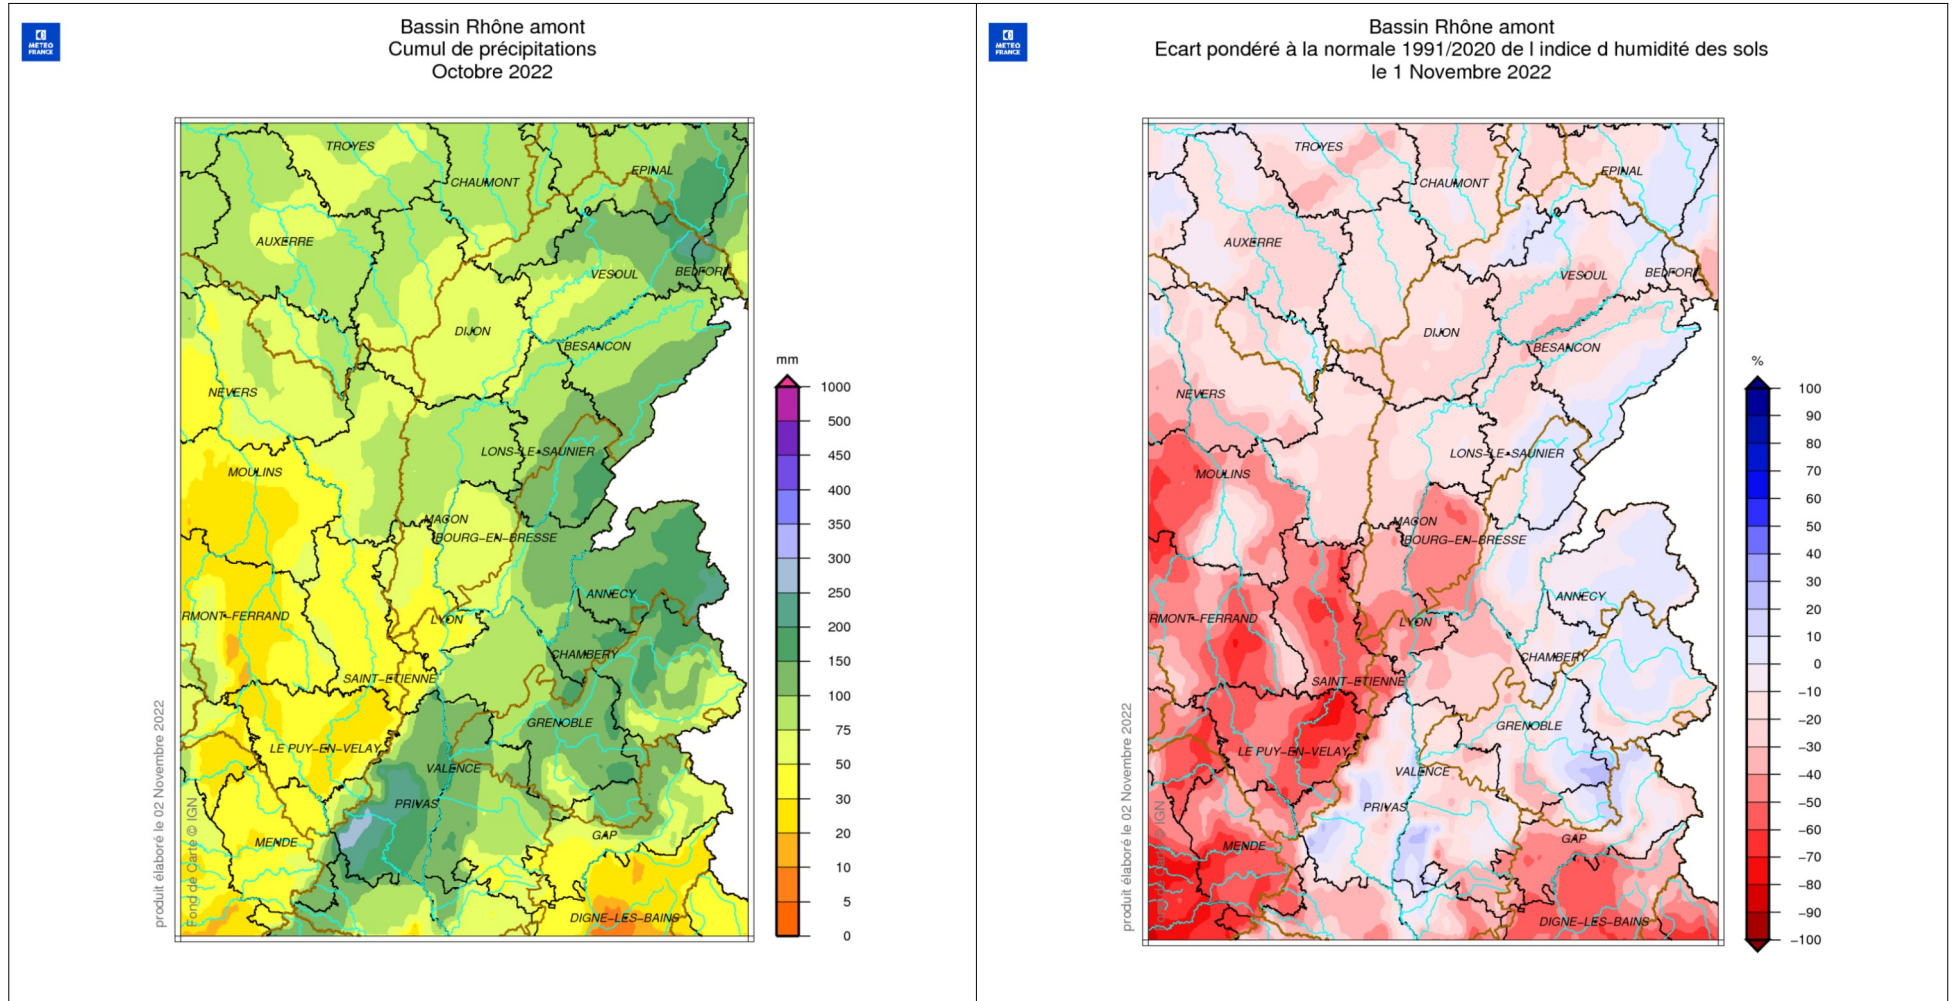 METEO
FRANCE
Bassin Rhône amont
Cumul de précipitations
Octobre 2022
TROYES
EPINAL
CHAUMONT
AUXERRE
VESOUL
BELFORT
DIJON
BESANCON
NEVERS
LONS-LE-SAUNIER
MOULINS
MACON
BOURG-EN-BRESSE
ANNECY
RMONT-FERRAND
LYON
CHAMBERY
SAINT-ETIENNE
GRENOBLE
LE PUY-EN-VELAY
VALENCE
PRIVAS
GAP
MENDE
DIGNE-LES-BAINS
produit élaboré le 02 Novembre 2022
Fond de Carte © IGN
mm
1000
500
450
400
350
300
250
200
150
100
75
50
30
20
10
5
0
METEO
FRANCE
Bassin Rhône amont
Ecart pondéré à la normale 1991/2020 de l indice d humidité des sols
le 1 Novembre 2022
TROYES
EPINAL
CHAUMONT
AUXERRE
VESOUL
BELFORT
DIJON
BESANCON
NEVERS
LONS-LE-SAUNIER
MOULINS
MACON
BOURG-EN-BRESSE
ANNECY
RMONT-FERRAND
LYON
CHAMBERY
SAINT-ETIENNE
GRENOBLE
LE PUY-EN-VELAY
VALENCE
PRIVAS
GAP
MENDE
DIGNE-LES-BAINS
produit élaboré le 02 Novembre 2022
© IGN
%
100
90
80
70
60
50
40
30
20
10
0
−10
−20
−30
−40
−50
−60
−70
−80
−90
−100